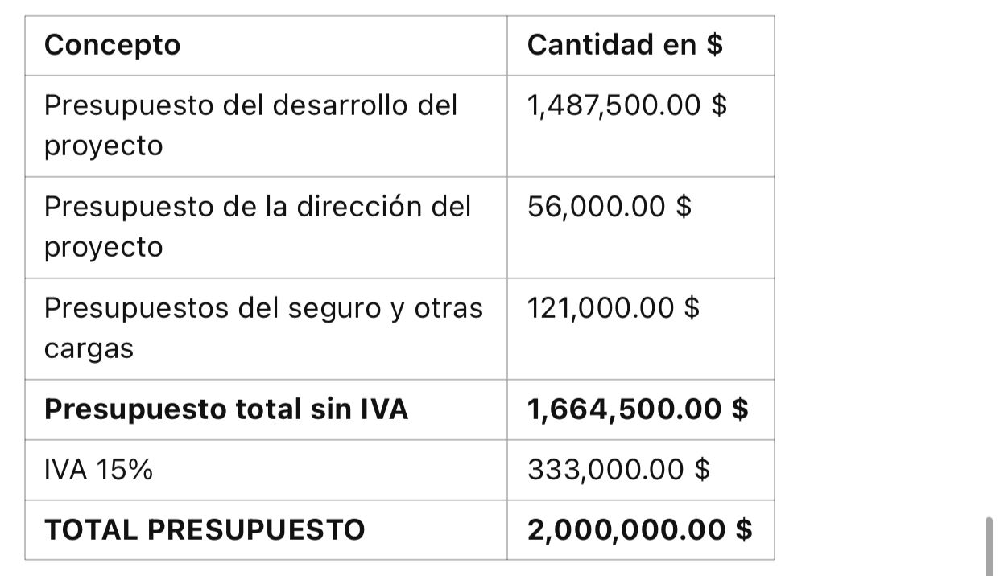 Concepto
Cantidad en $
Presupuesto del desarrollo del
proyecto
1,487,500.00 $
Presupuesto de la dirección del
proyecto
56,000.00 $
Presupuestos del seguro y otras
cargas
121,000.00 $
Presupuesto total sin IVA
1,664,500.00 $
IVA 15%
333,000.00 $
TOTAL PRESUPUESTO
2,000,000.00 $